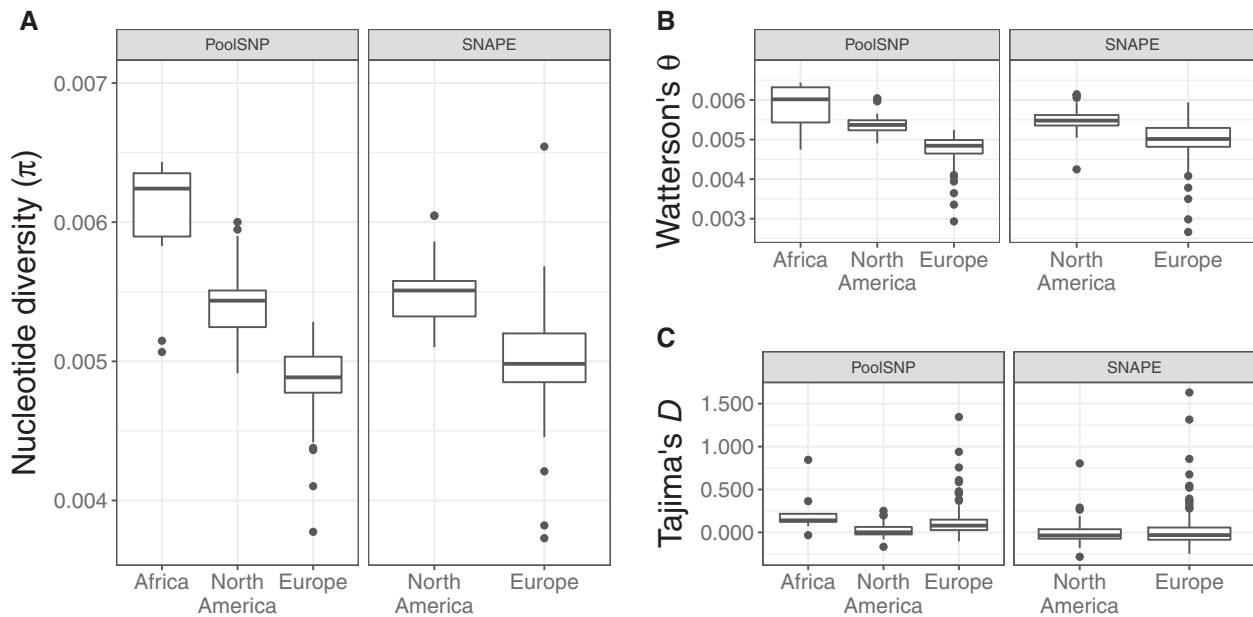 A
PoolSNP
SNAPE
Nucleotide diversity (π)
0.007
0.006
0.005
0.004
Africa
North
America
Europe
North
America
Europe
B
PoolSNP
SNAPE
Watterson's θ
0.006
0.005
0.004
0.003
Africa
North
America
Europe
North
America
Europe
C
PoolSNP
SNAPE
Tajima's D
1.500
1.000
0.500
0.000
Africa
North
America
Europe
North
America
Europe